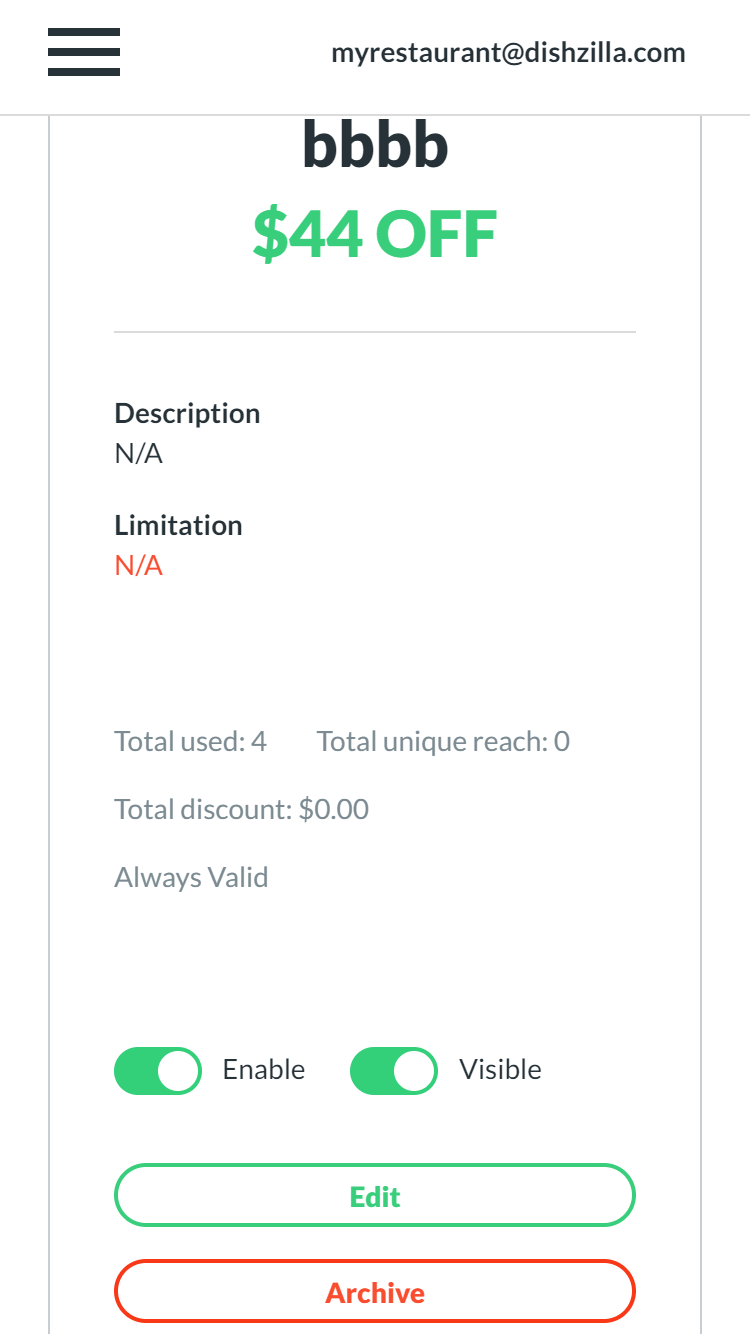 myrestaurant@dishzilla.com
bbbb
$44 OFF
Description
N/A
Limitation
N/A
Total used: 4 Total unique reach: 0
Total discount: $0.00
Always Valid
Enable Visible
Edit
Archive